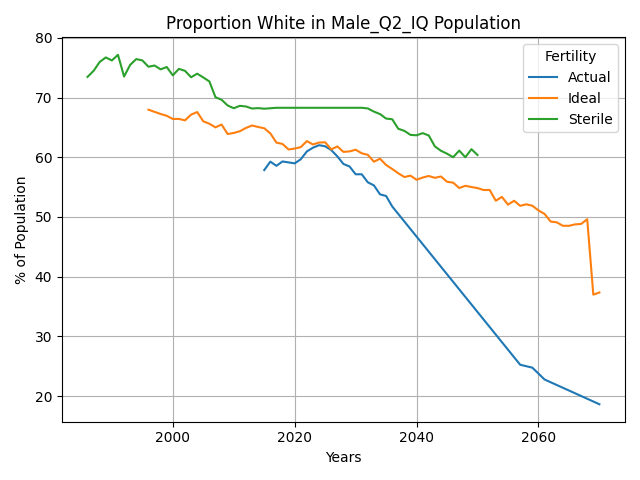 Proportion White in Male_Q2_IQ Population
80
70
60
50
40
30
20
% of Population
Fertility
Actual
Ideal
Sterile
2000
2020
2040
2060
Years